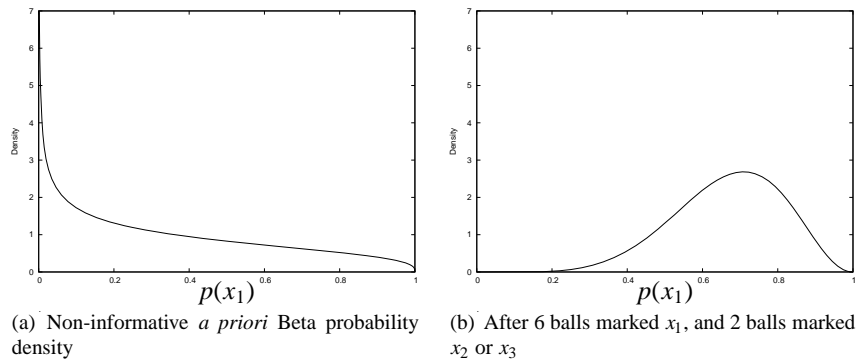 7
6
5
4
3
2
1
0
Density
0 0.2 0.4 0.6 0.8 1
p(x₁)
(a) Non-informative a priori Beta probability
density
7
6
5
4
3
2
1
0
Density
0 0.2 0.4 0.6 0.8 1
p(x₁)
(b) After 6 balls marked x₁, and 2 balls marked
x₂ or x₃